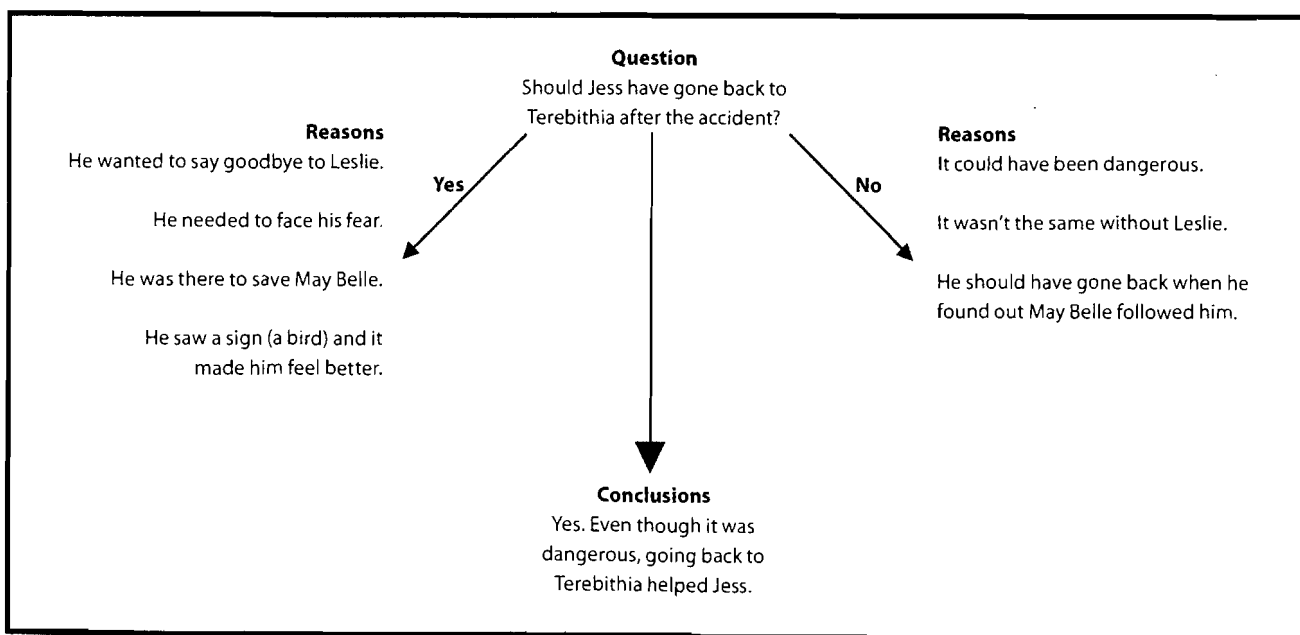 Question
Should Jess have gone back to
Terebithia after the accident?
Reasons
He wanted to say goodbye to Leslie.
He needed to face his fear.
He was there to save May Belle.
He saw a sign (a bird) and it
made him feel better.
Yes
No
Reasons
It could have been dangerous.
It wasn't the same without Leslie.
He should have gone back when he
found out May Belle followed him.
Conclusions
Yes. Even though it was
dangerous, going back to
Terebithia helped Jess.